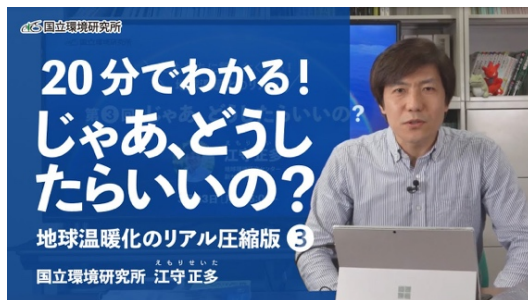 国立環境研究所
20分でわかる！
じゃあ、どうし
たらいいの？
地球温暖化のリアル圧縮版❸
えもりせいた
国立環境研究所 江守正多